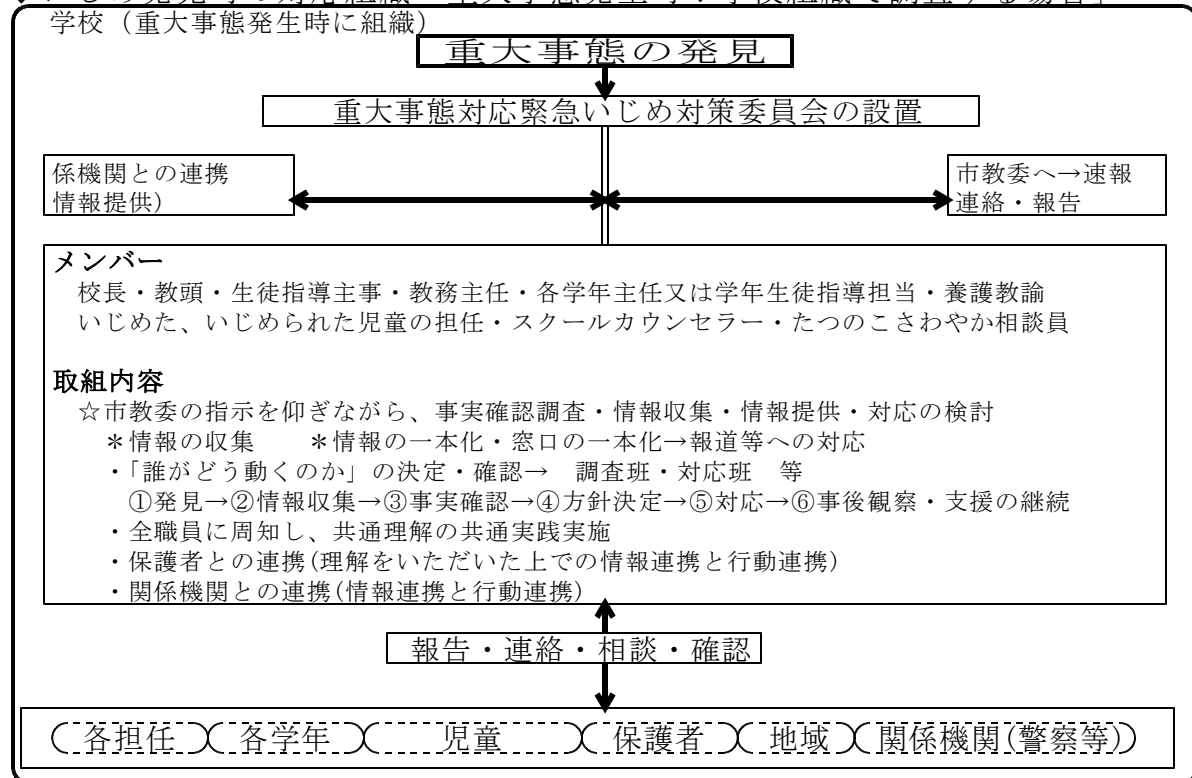 学校（重大事態発生時に組織）
重大事態の発見
重大事態対応緊急いじめ対策委員会の設置
係機関との連携
情報提供)
市教委へ→速報
連絡・報告
メンバー
校長・教頭・生徒指導主事・教務主任・各学年主任又は学年生徒指導担当・養護教諭
いじめた、いじめられた児童の担任・スクールカウンセラー・たつのこさわやか相談員
取組内容
☆市教委の指示を仰ぎながら、事実確認調査・情報収集・情報提供・対応の検討
＊情報の収集　　＊情報の一本化・窓口の一本化→報道等への対応
・「誰がどう動くのか」の決定・確認→　調査班・対応班　等
①発見→②情報収集→③事実確認→④方針決定→⑤対応→⑥事後観察・支援の継続
・全職員に周知し、共通理解の共通実践実施
・保護者との連携(理解をいただいた上での情報連携と行動連携)
・関係機関との連携(情報連携と行動連携)
報告・連絡・相談・確認
各担任　各学年　児童　保護者　地域　関係機関(警察等)